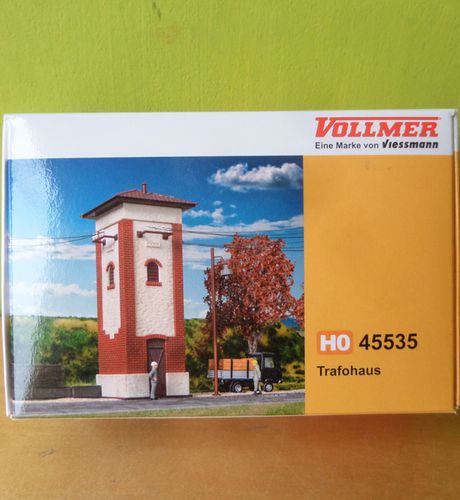 VOLLMER
Eine Marke von Viessmann
H0 45535
Trafohaus